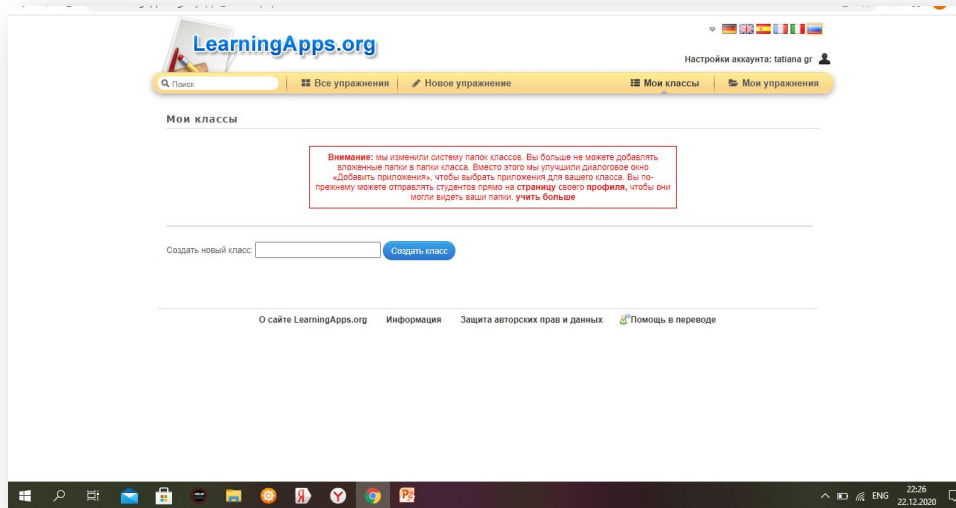 LearningApps.org
Настройки аккаунта: tatiana gr
Поиск
Все упражнения
Новое упражнение
Мои классы
Мои упражнения
Мои классы
Внимание: мы изменили систему папок классов. Вы больше не можете добавлять
вложенные папки в папки класса. Вместо этого мы улучшили диалоговое окно
«Добавить приложения», чтобы выбрать приложения для вашего класса. Вы по-
прежнему можете отправлять студентов прямо на страницу своего профиля, чтобы они
могли видеть ваши папки. учить больше
Создать новый класс:
Создать класс
О сайте LearningApps.org
Информация
Защита авторских прав и данных
Помощь в переводе
ENG
22:26
22.12.2020